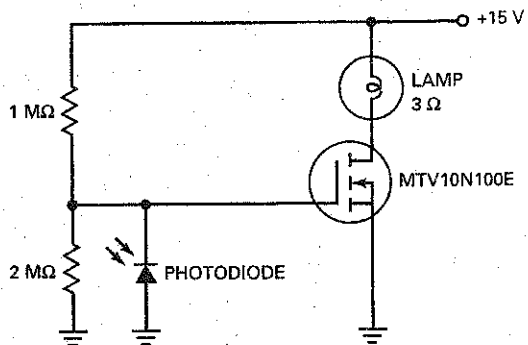 +15 V
LAMP
3 Ω
1 MΩ
MTV10N100E
2 MΩ
PHOTODIODE